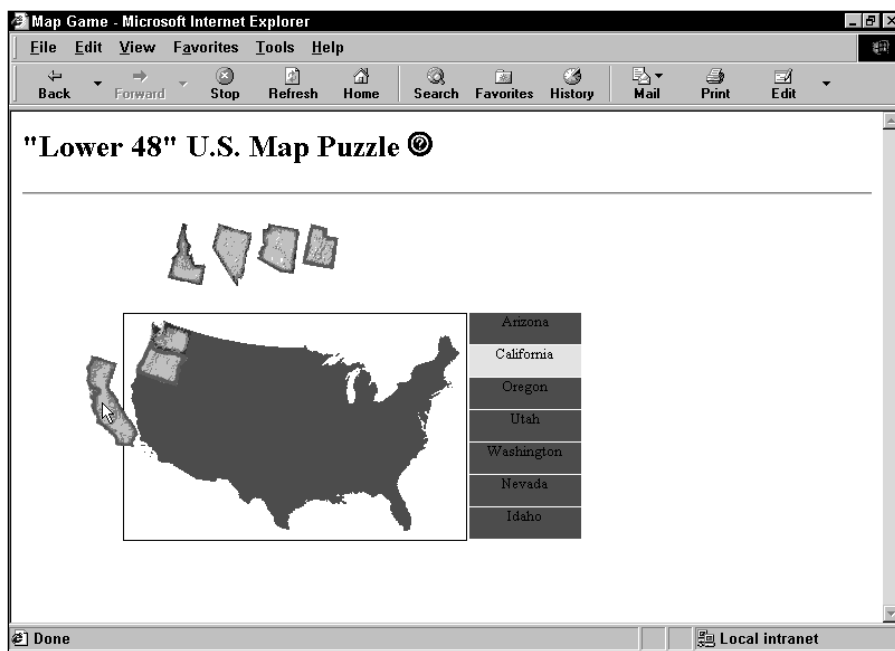 Map Game - Microsoft Internet Explorer
File Edit View Favorites Tools Help
Back Forward Stop Refresh Home Search Favorites History Mail Print Edit
"Lower 48" U.S. Map Puzzle ?
Arizona
California
Oregon
Utah
Washington
Nevada
Idaho
Done Local intranet